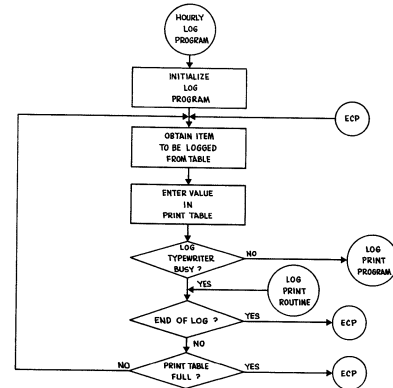 HOURLY
LOG
PROGRAM
INITIALIZE
LOG
PROGRAM
ECP
OBTAIN ITEM
TO BE LOGGED
FROM TABLE
ENTER VALUE
IN
PRINT TABLE
LOG
TYPEWRITER
BUSY ?
NO
LOG
PRINT
PROGRAM
YES
LOG
PRINT
ROUTINE
END OF LOG ?
YES
ECP
NO
PRINT TABLE
FULL ?
NO
YES
ECP